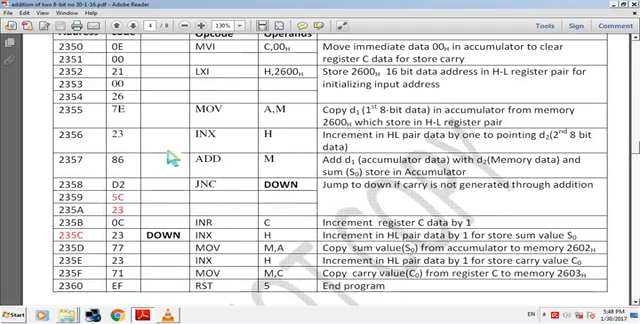 addition of two 8-bit no 30-1-16.pdf - Adobe Reader
File Edit View Window Help
4 / 8 130% Tools Fill & Sign Comment
Address Code Opcode Operands
2350 0E MVI C,00H Move immediate data 00H in accumulator to clear
2351 00 register C data for store carry
2352 21 LXI H,2600H Store 2600H 16 bit data address in H-L register pair for
2353 00 initializing input address
2354 26
2355 7E MOV A,M Copy d1 (1st 8-bit data) in accumulator from memory
2600H which store in H-L register pair
2356 23 INX H Increment in HL pair data by one to pointing d2(2nd 8 bit
data)
2357 86 ADD M Add d1 (accumulator data) with d2(Memory data) and
sum (S0) store in Accumulator
2358 D2 JNC DOWN Jump to down if carry is not generated through addition
2359 5C
235A 23
235B 0C INR C Increment register C data by 1
235C 23 DOWN INX H Increment in HL pair data by 1 for store sum value S0
235D 77 MOV M,A Copy sum value(S0) from accumulator to memory 2602H
235E 23 INX H Increment in HL pair data by 1 for store carry value C0
235F 71 MOV M,C Copy carry value(C0) from register C to memory 2603H
2360 EF RST 5 End program
NOT COPY
Start
EN
5:48 PM
1/30/2017